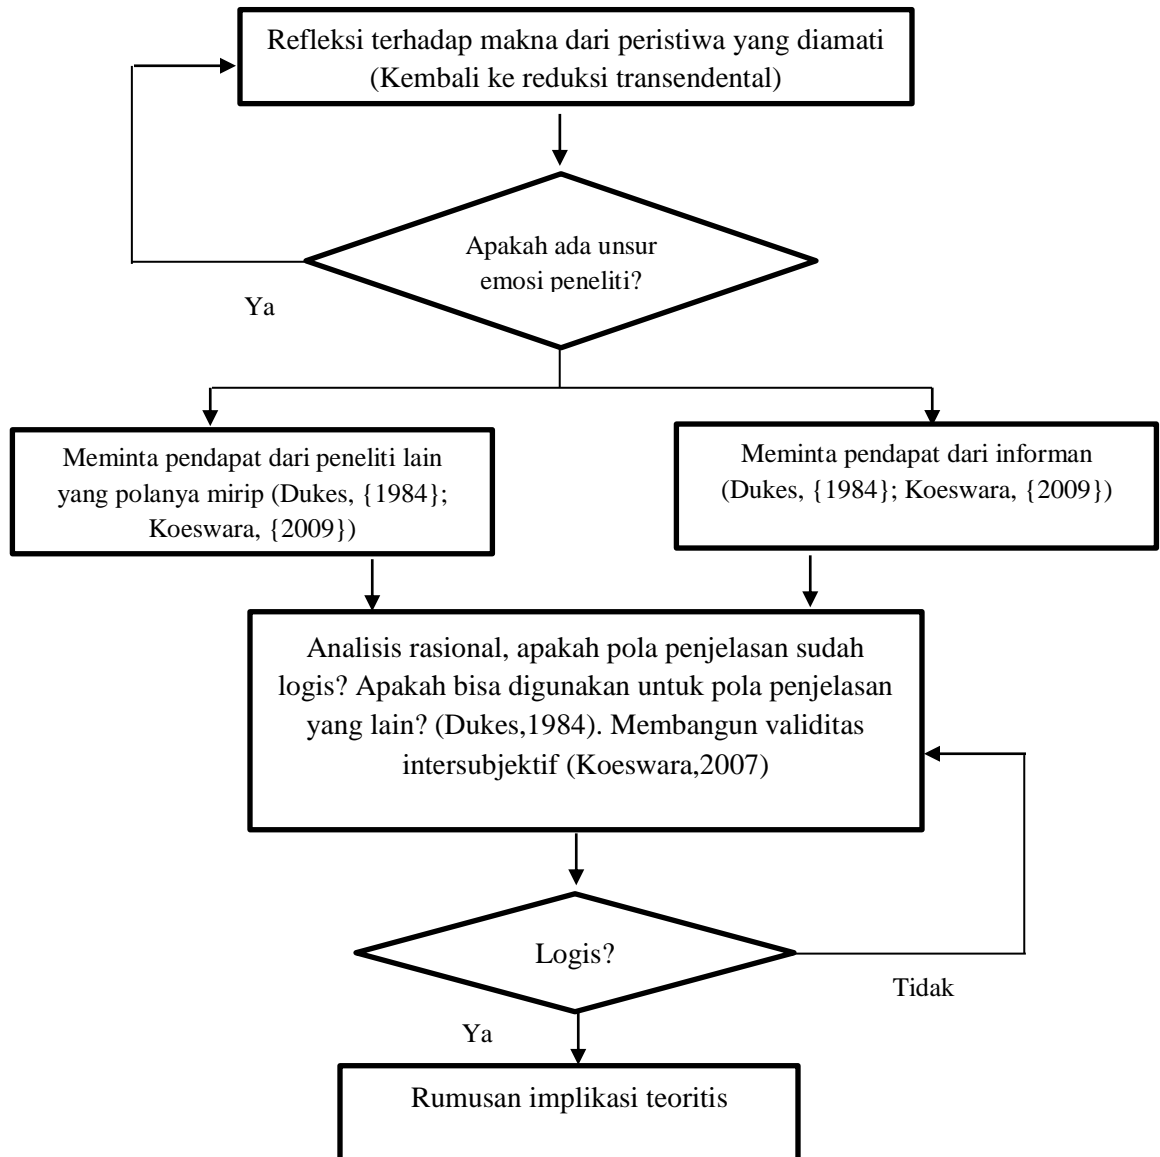 Refleksi terhadap makna dari peristiwa yang diamati
(Kembali ke reduksi transendental)
Apakah ada unsur
emosi peneliti?
Ya
Meminta pendapat dari peneliti lain
yang polanya mirip (Dukes, {1984};
Koeswara, {2009})
Meminta pendapat dari informan
(Dukes, {1984}; Koeswara, {2009})
Analisis rasional, apakah pola penjelasan sudah
logis? Apakah bisa digunakan untuk pola penjelasan
yang lain? (Dukes,1984). Membangun validitas
intersubjektif (Koeswara,2007)
Logis?
Tidak
Ya
Rumusan implikasi teoritis